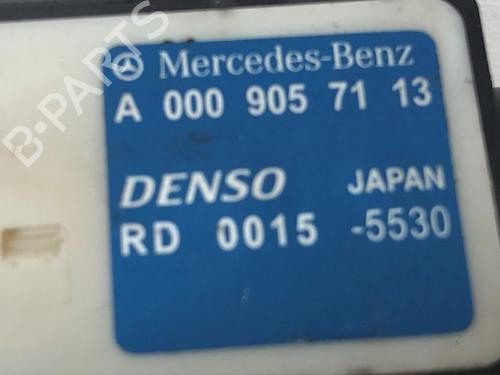 Mercedes-Benz
A 000 905 71 13
DENSO JAPAN
RD 0015 -5530
B-PARTS